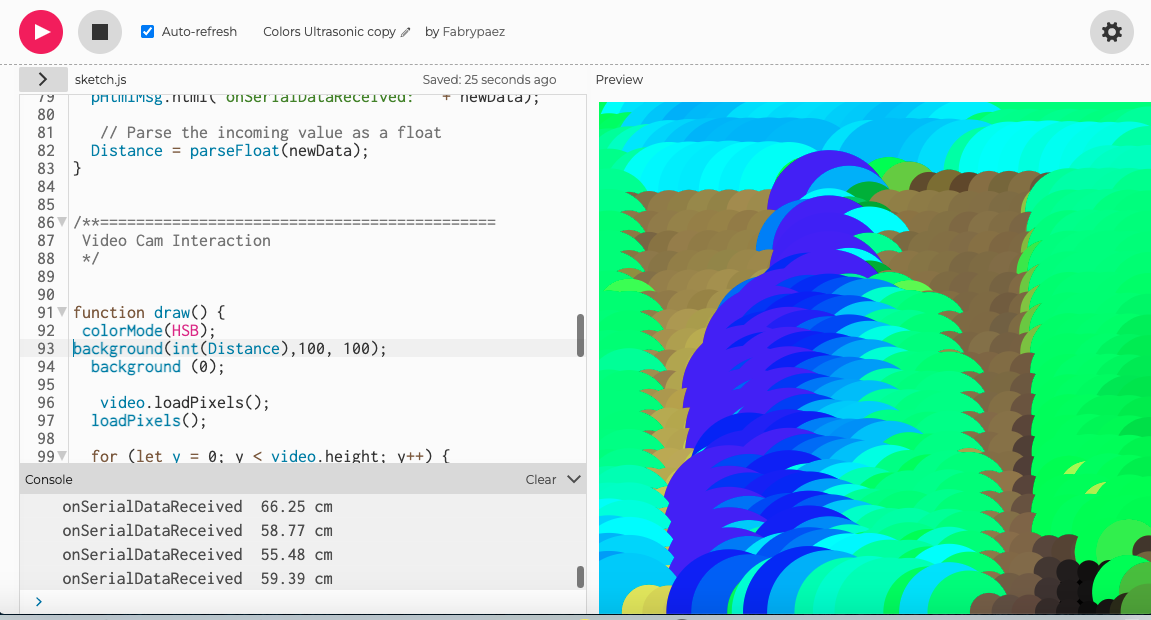 Auto-refresh Colors Ultrasonic copy by Fabrypaez
sketch.js Saved: 25 seconds ago Preview
79 pHtmlMsg.html("onSerialDataReceived: " + newData);
80
81 // Parse the incoming value as a float
82 Distance = parseFloat(newData);
83 }
84
85
86 /**============================================
87 Video Cam Interaction
88 */
89
90
91 function draw() {
92 colorMode(HSB);
93 background(int(Distance),100, 100);
94 background (0);
95
96 video.loadPixels();
97 loadPixels();
98
99 for (let y = 0; y < video.height; y++) {
Console Clear
onSerialDataReceived 66.25 cm
onSerialDataReceived 58.77 cm
onSerialDataReceived 55.48 cm
onSerialDataReceived 59.39 cm
>